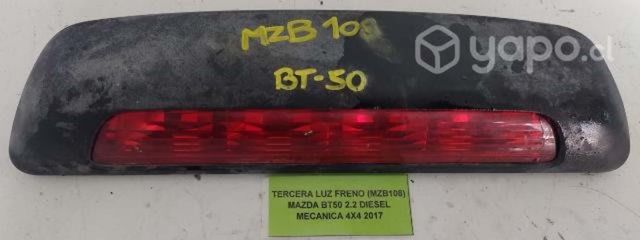 MZB 108
yapo.cl
BT-50
TERCERA LUZ FRENO (MZB108)
MAZDA BT50 2.2 DIESEL
MECANICA 4X4 2017